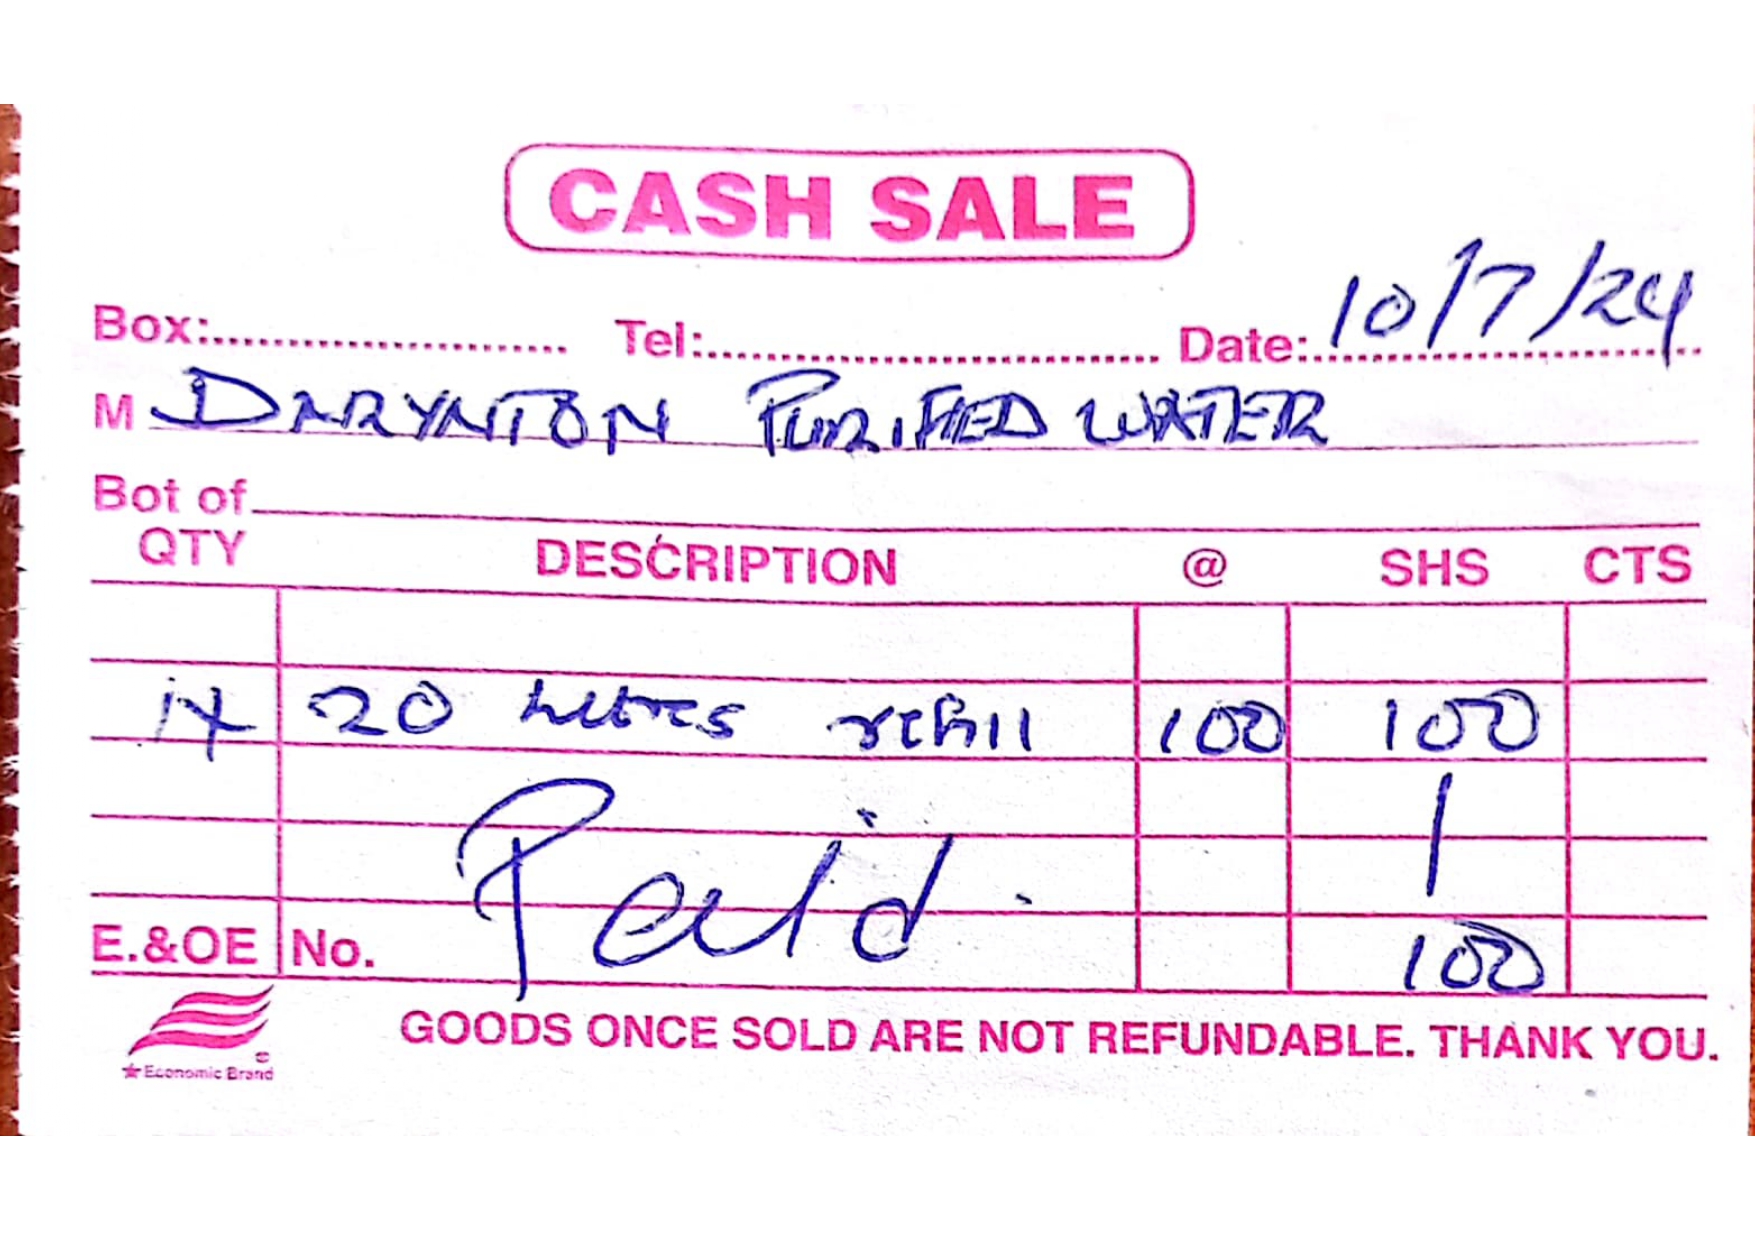 CASH SALE
Box:........................ Tel:.................................... Date: 10/7/24
M DARYNTON PURIFIED WATER
Bot of
QTY DESCRIPTION @ SHS CTS
1x 20 Litres refill 100 100
Paid.
E.&OE No. 100
Economic Brand
GOODS ONCE SOLD ARE NOT REFUNDABLE. THANK YOU.